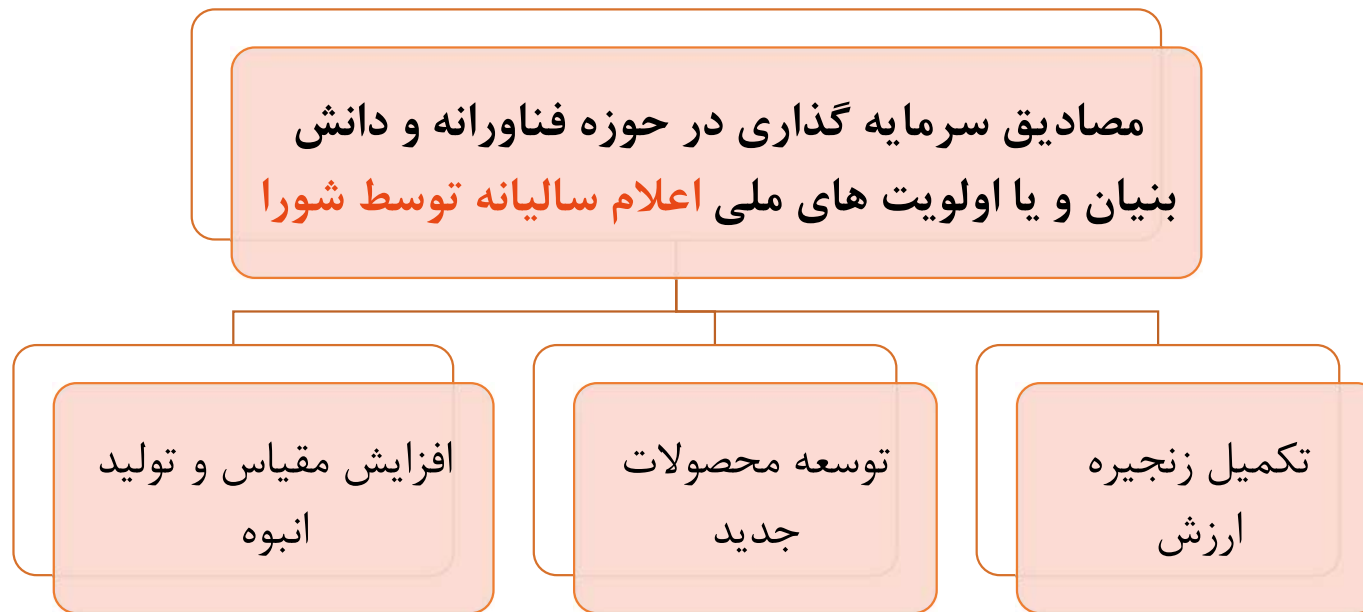 مصادیق سرمایه گذاری در حوزه فناورانه و دانش
بنیان و یا اولویت های ملی اعلام سالیانه توسط شورا
تکمیل زنجیره
ارزش
توسعه محصولات
جدید
افزایش مقیاس و تولید
انبوه